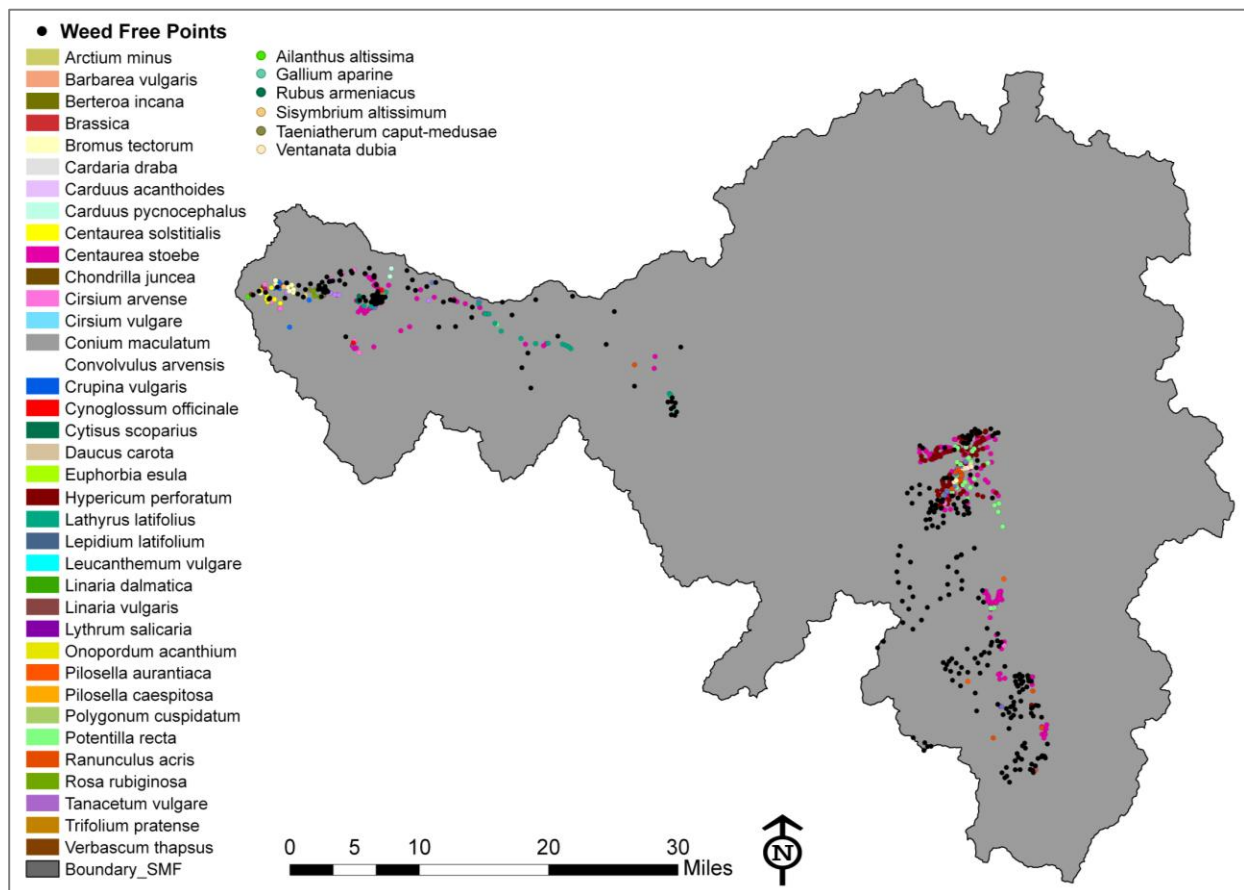 Weed Free Points
Arctium minus
Barbarea vulgaris
Berteroa incana
Brassica
Bromus tectorum
Cardaria draba
Carduus acanthoides
Carduus pycnocephalus
Centaurea solstitialis
Centaurea stoebe
Chondrilla juncea
Cirsium arvense
Cirsium vulgare
Conium maculatum
Convolvulus arvensis
Crupina vulgaris
Cynoglossum officinale
Cytisus scoparius
Daucus carota
Euphorbia esula
Hypericum perforatum
Lathyrus latifolius
Lepidium latifolium
Leucanthemum vulgare
Linaria dalmatica
Linaria vulgaris
Lythrum salicaria
Onopordum acanthium
Pilosella aurantiaca
Pilosella caespitosa
Polygonum cuspidatum
Potentilla recta
Ranunculus acris
Rosa rubiginosa
Tanacetum vulgare
Trifolium pratense
Verbascum thapsus
Boundary_SMF
Ailanthus altissima
Gallium aparine
Rubus armeniacus
Sisymbrium altissimum
Taeniatherum caput-medusae
Ventanata dubia
0 5 10 20 30
Miles
N